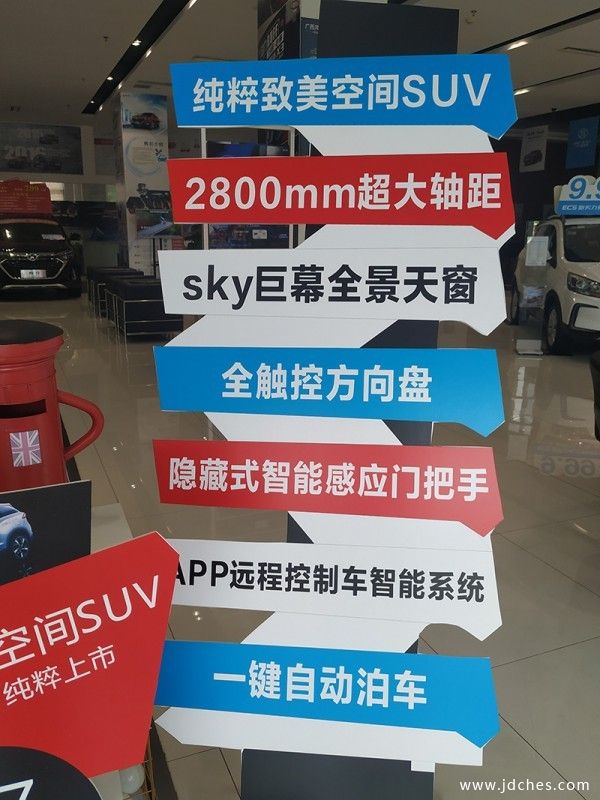 纯粹致美空间SUV
2800mm超大轴距
sky巨幕全景天窗
全触控方向盘
隐藏式智能感应门把手
APP远程控制车智能系统
一键自动泊车
空间SUV
纯粹上市
9.9
EC5
www.jdches.com